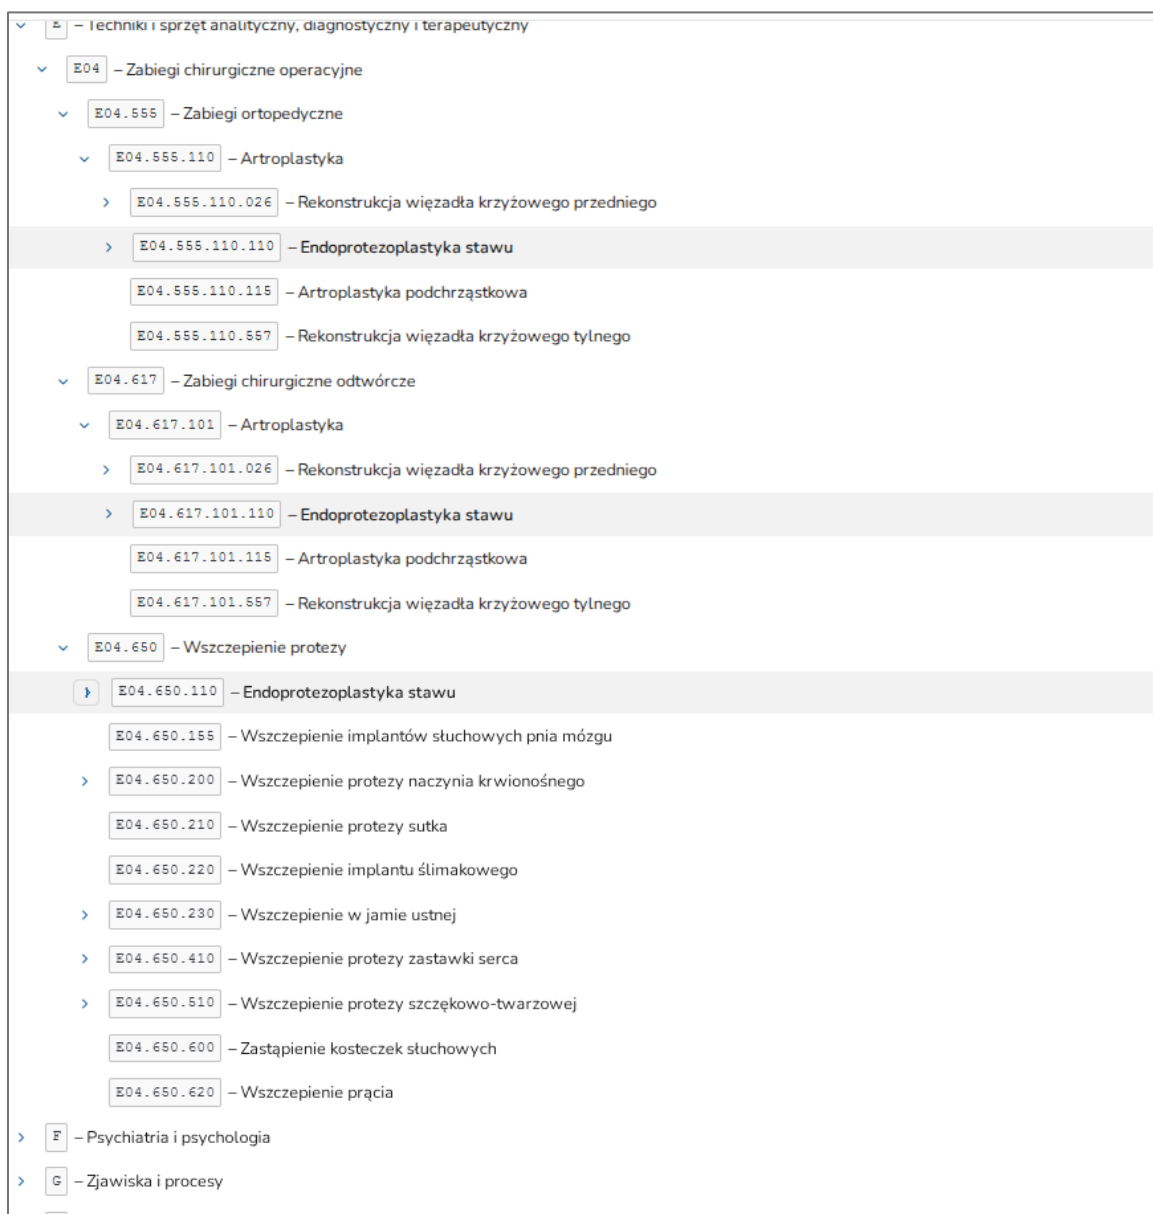 E – Techniki i sprzęt analityczny, diagnostyczny i terapeutyczny
E04 – Zabiegi chirurgiczne operacyjne
E04.555 – Zabiegi ortopedyczne
E04.555.110 – Artroplastyka
E04.555.110.026 – Rekonstrukcja więzadła krzyżowego przedniego
E04.555.110.110 – Endoprotezoplastyka stawu
E04.555.110.115 – Artroplastyka podchrząstkowa
E04.555.110.557 – Rekonstrukcja więzadła krzyżowego tylnego
E04.617 – Zabiegi chirurgiczne odtwórcze
E04.617.101 – Artroplastyka
E04.617.101.026 – Rekonstrukcja więzadła krzyżowego przedniego
E04.617.101.110 – Endoprotezoplastyka stawu
E04.617.101.115 – Artroplastyka podchrząstkowa
E04.617.101.557 – Rekonstrukcja więzadła krzyżowego tylnego
E04.650 – Wszczepienie protezy
E04.650.110 – Endoprotezoplastyka stawu
E04.650.155 – Wszczepienie implantów słuchowych pnia mózgu
E04.650.200 – Wszczepienie protezy naczynia krwionośnego
E04.650.210 – Wszczepienie protezy sutka
E04.650.220 – Wszczepienie implantu ślimakowego
E04.650.230 – Wszczepienie w jamie ustnej
E04.650.410 – Wszczepienie protezy zastawki serca
E04.650.510 – Wszczepienie protezy szczękowo-twarzowej
E04.650.600 – Zastąpienie kosteczek słuchowych
E04.650.620 – Wszczepienie prącia
F – Psychiatria i psychologia
G – Zjawiska i procesy